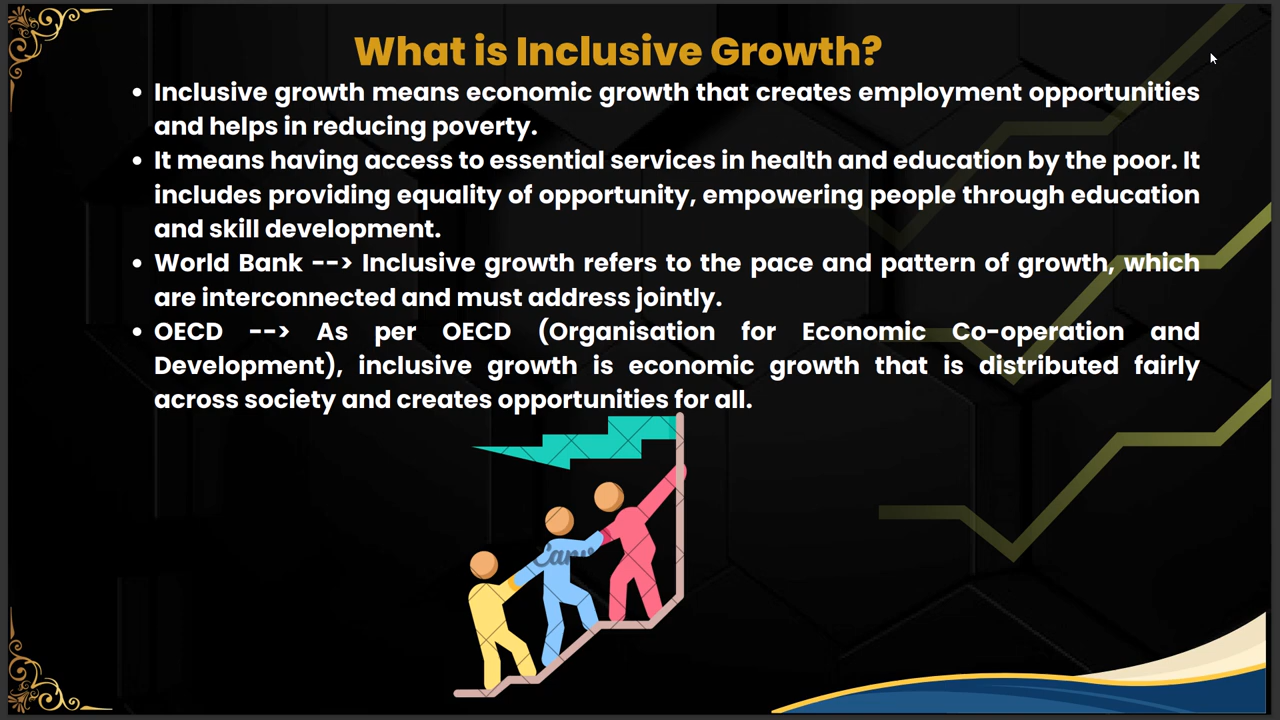 What is Inclusive Growth?
• Inclusive growth means economic growth that creates employment opportunities
and helps in reducing poverty.
• It means having access to essential services in health and education by the poor. It
includes providing equality of opportunity, empowering people through education
and skill development.
• World Bank --> Inclusive growth refers to the pace and pattern of growth, which
are interconnected and must address jointly.
• OECD --> As per OECD (Organisation for Economic Co-operation and
Development), inclusive growth is economic growth that is distributed fairly
across society and creates opportunities for all.